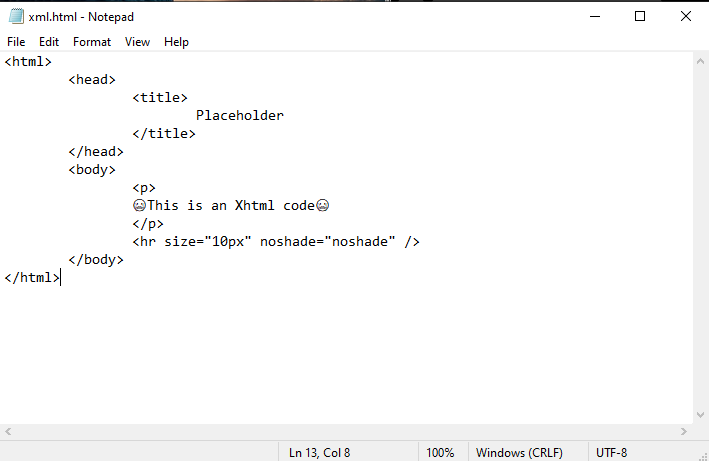 xml.html - Notepad
File Edit Format View Help
<html>
<head>
<title>
Placeholder
</title>
</head>
<body>
<p>
🥶This is an Xhtml code🥶
</p>
<hr size="10px" noshade="noshade" />
</body>
</html>
Ln 13, Col 8 100% Windows (CRLF) UTF-8